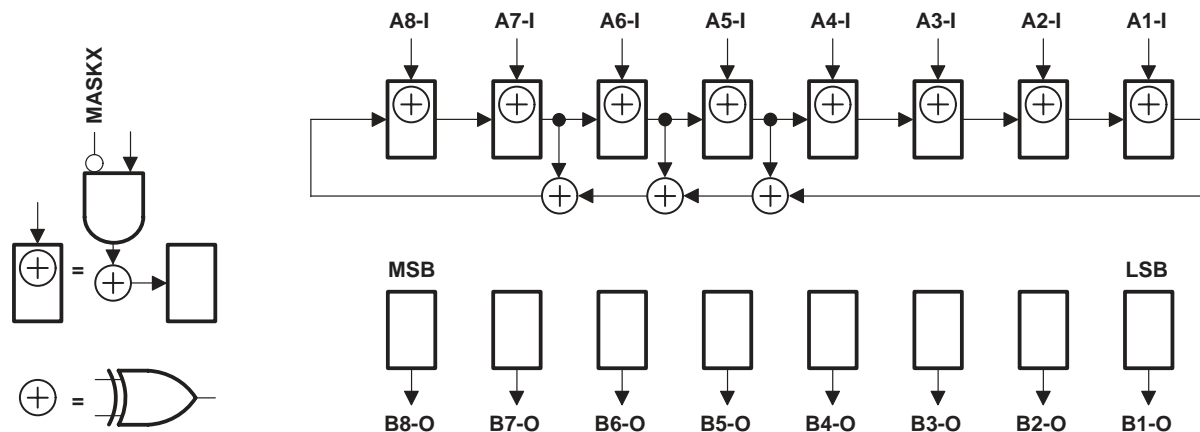 A8-I A7-I A6-I A5-I A4-I A3-I A2-I A1-I
MASKX
=
MSB LSB
=
B8-O B7-O B6-O B5-O B4-O B3-O B2-O B1-O